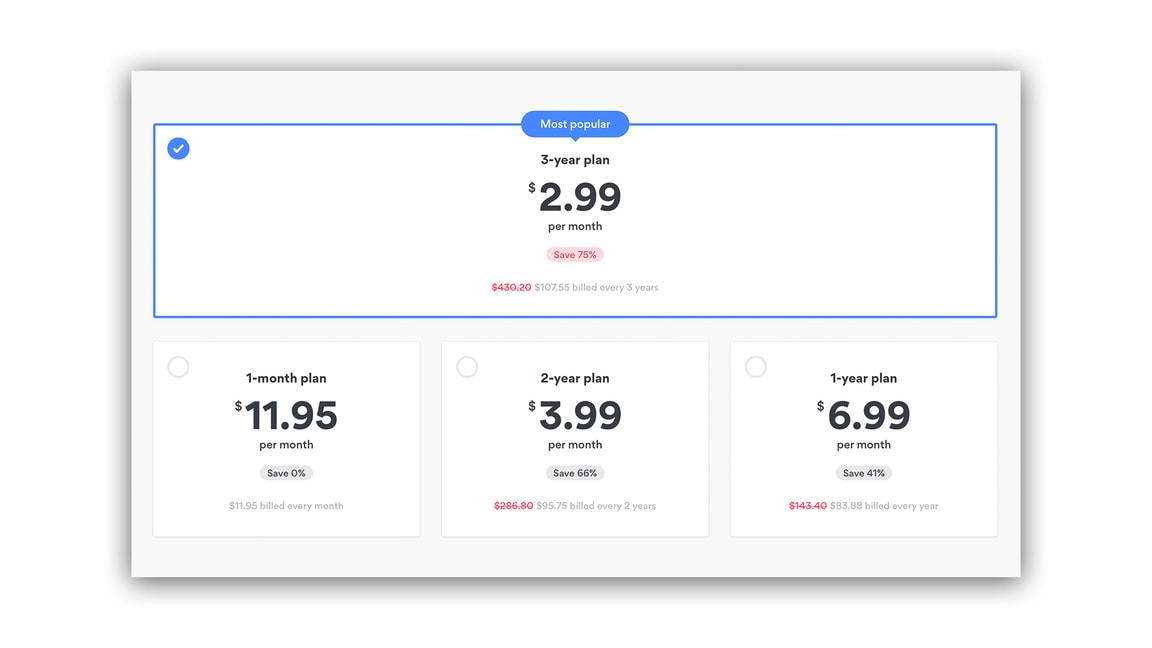 Most popular
3-year plan
$2.99
per month
Save 75%
$430.20 $107.55 billed every 3 years
1-month plan
$11.95
per month
Save 0%
$11.95 billed every month
2-year plan
$3.99
per month
Save 66%
$286.80 $95.75 billed every 2 years
1-year plan
$6.99
per month
Save 41%
$143.40 $83.88 billed every year